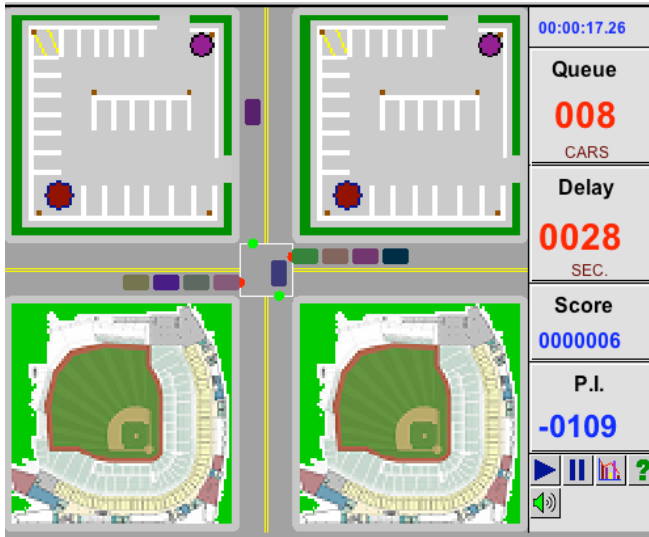 00:00:17.26
Queue
008
CARS
Delay
0028
SEC.
Score
0000006
P.I.
-0109
?